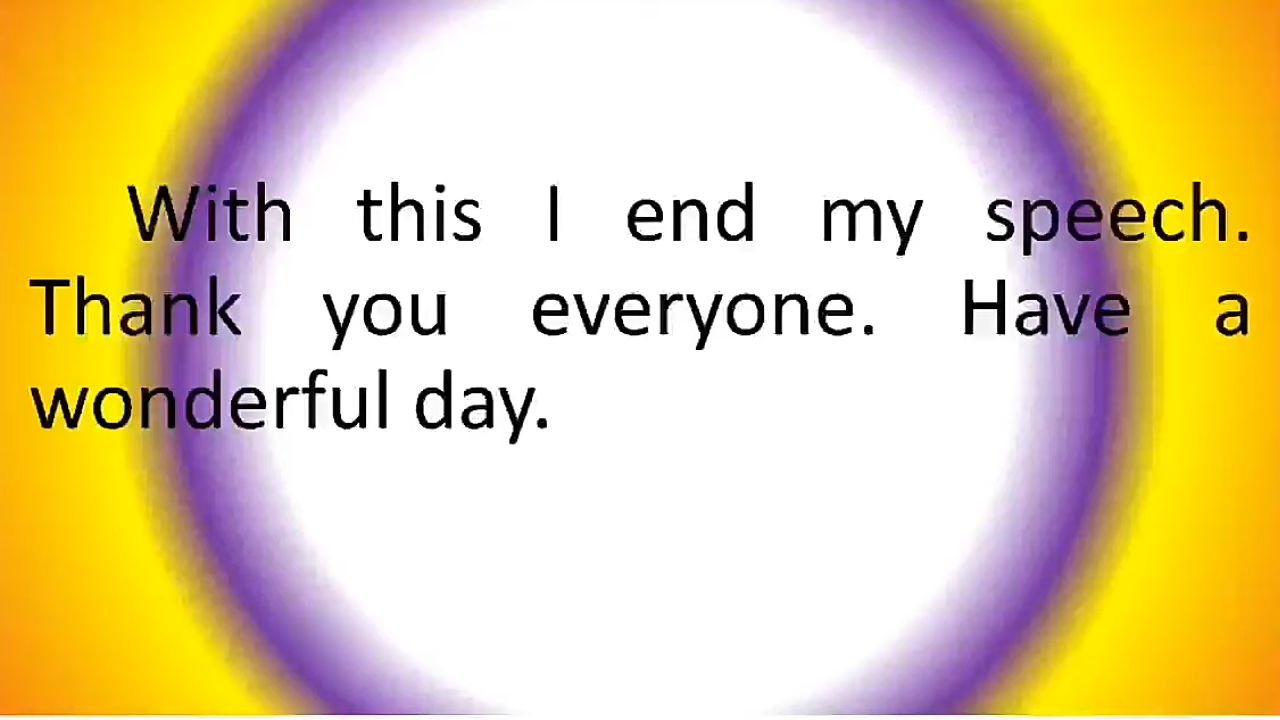 With this I end my speech.
Thank you everyone. Have a
wonderful day.